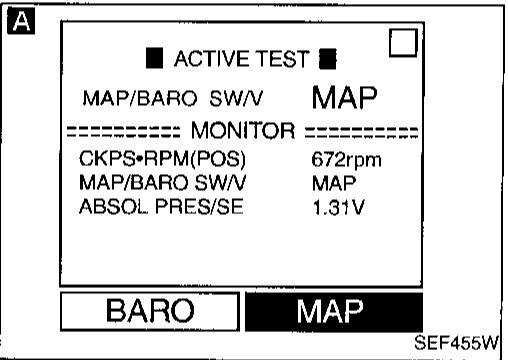 A
■ ACTIVE TEST ■
MAP/BARO SW/V MAP
========== MONITOR ==========
CKPS•RPM(POS) 672rpm
MAP/BARO SW/V MAP
ABSOL PRES/SE 1.31V
BARO MAP
SEF455W